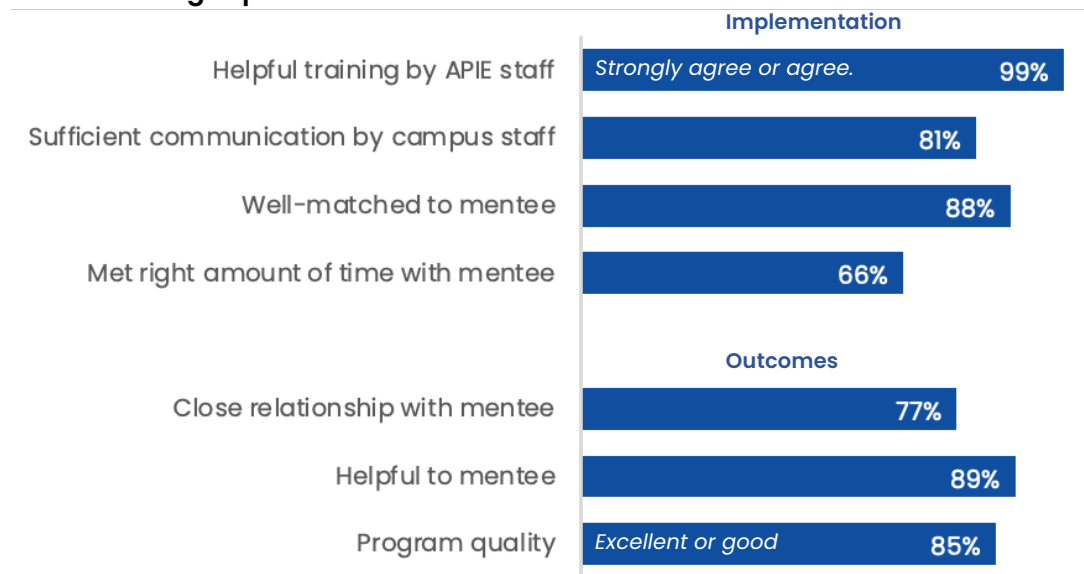 Implementation
Helpful training by APIE staff Strongly agree or agree. 99%
Sufficient communication by campus staff 81%
Well-matched to mentee 88%
Met right amount of time with mentee 66%
Outcomes
Close relationship with mentee 77%
Helpful to mentee 89%
Program quality Excellent or good 85%